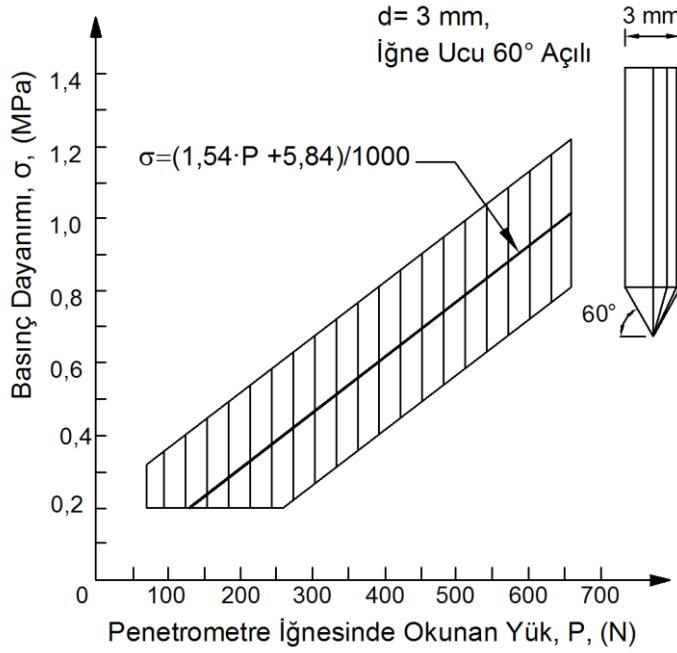 d= 3 mm,
İğne Ucu 60° Açılı
3 mm
σ=(1,54·P +5,84)/1000
60°
Basınç Dayanımı, σ, (MPa)
1,4
1,2
1,0
0,8
0,6
0,4
0,2
0
100
200
300
400
500
600
700
Penetrometre İğnesinde Okunan Yük, P, (N)